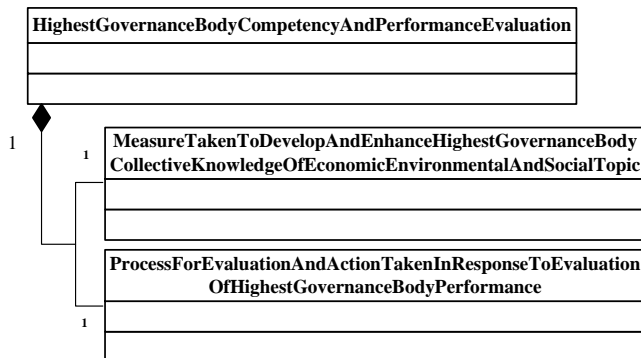 HighestGovernanceBodyCompetencyAndPerformanceEvaluation
1
1
MeasureTakenToDevelopAndEnhanceHighestGovernanceBody
CollectiveKnowledgeOfEconomicEnvironmentalAndSocialTopic
ProcessForEvaluationAndActionTakenInResponseToEvaluation
OfHighestGovernanceBodyPerformance
1